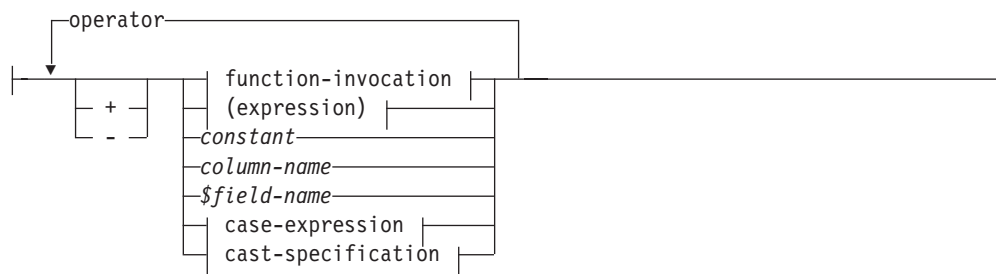 operator
function-invocation
+
(expression)
-
constant
column-name
$field-name
case-expression
cast-specification